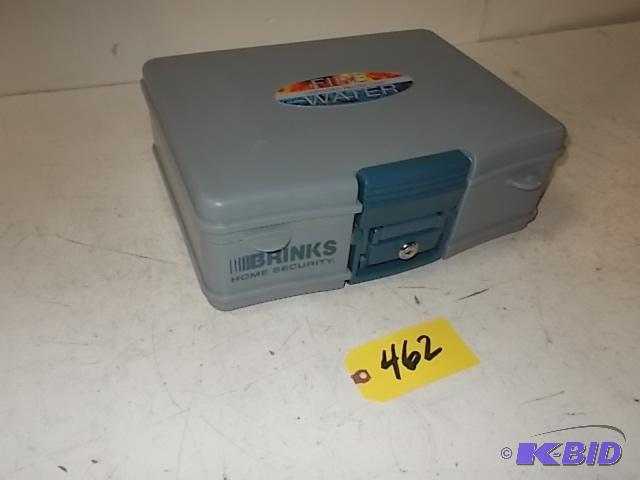 FIRE
WATER
BRINKS
HOME SECURITY
462
© K-BID